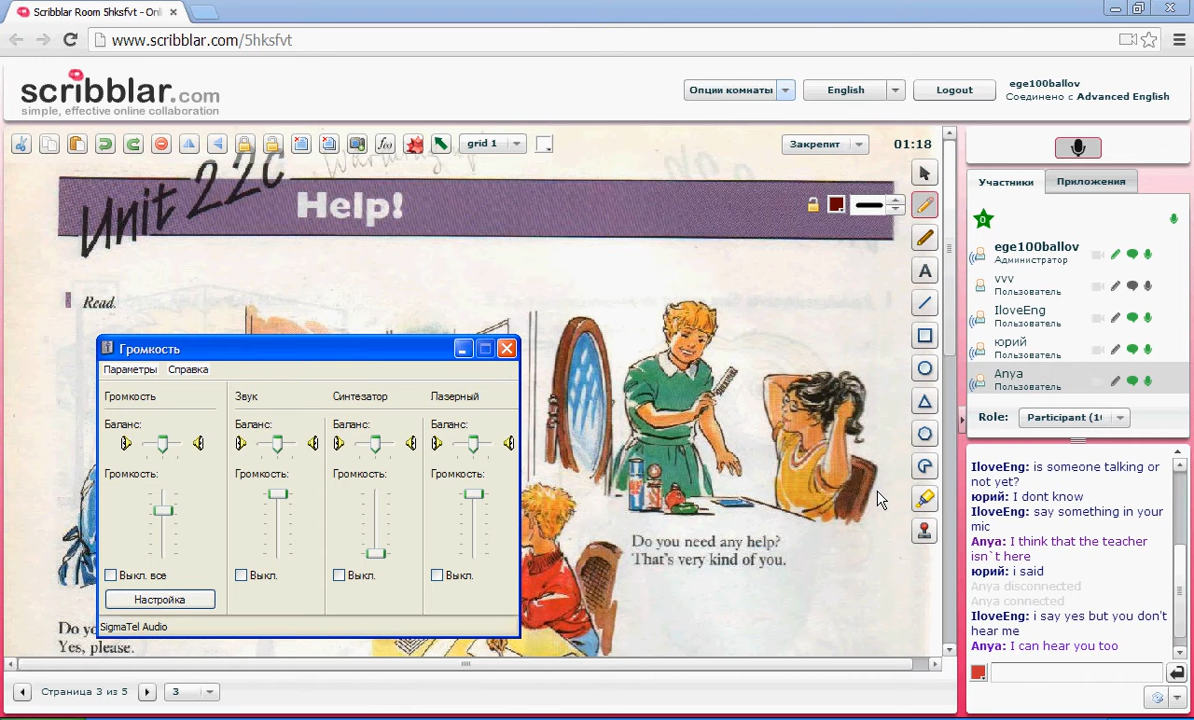 Scribblar Room 5hksfvt - Onl
www.scribblar.com/5hksfvt
scribblar.com
simple, effective online collaboration
Опции комнаты
English
Logout
ege100ballov
Соединено с Advanced English
grid 1
Закрепит
01:18
Unit 22c
Help!
Read.
Do you need any help?
That's very kind of you.
Do yo
Yes, please.
Громкость
Параметры Справка
Громкость Звук Синтезатор Лазерный
Баланс: Баланс: Баланс: Баланс:
Громкость: Громкость: Громкость: Громкость:
Выкл. все Выкл. Выкл. Выкл.
Настройка
SigmaTel Audio
Страница 3 из 5
3
Участники Приложения
0
ege100ballov
Администратор
vvv
Пользователь
IloveEng
Пользователь
юрий
Пользователь
Anya
Пользователь
Role: Participant (1
IloveEng: is someone talking or
not yet?
юрий: I dont know
IloveEng: say something in your
mic
Anya: I think that the teacher
isn`t here
юрий: i said
Anya disconnected
Anya connected
IloveEng: i say yes but you don't
hear me
Anya: I can hear you too